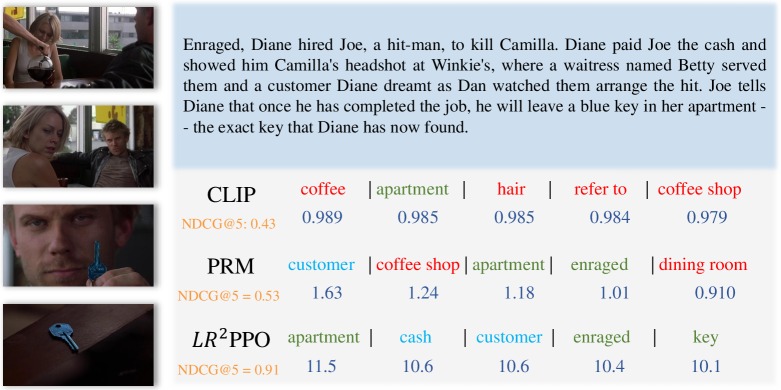 Enraged, Diane hired Joe, a hit-man, to kill Camilla. Diane paid Joe the cash and
showed him Camilla's headshot at Winkie's, where a waitress named Betty served
them and a customer Diane dreamt as Dan watched them arrange the hit. Joe tells
Diane that once he has completed the job, he will leave a blue key in her apartment -
- the exact key that Diane has now found.
CLIP coffee | apartment | hair | refer to | coffee shop
NDCG@5: 0.43 0.989 0.985 0.985 0.984 0.979
PRM customer | coffee shop | apartment | enraged | dining room
NDCG@5 = 0.53 1.63 1.24 1.18 1.01 0.910
LR²PPO apartment | cash | customer | enraged | key
NDCG@5 = 0.91 11.5 10.6 10.6 10.4 10.1